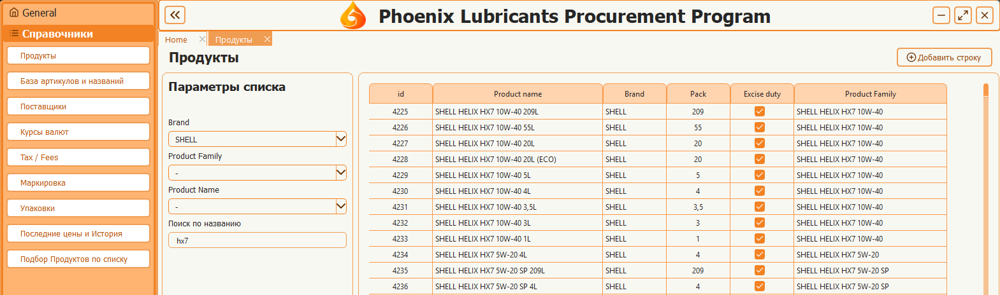 General
Справочники
Продукты
База артикулов и названий
Поставщики
Курсы валют
Tax / Fees
Маркировка
Упаковки
Последние цены и История
Подбор Продуктов по списку
Phoenix Lubricants Procurement Program
Home Продукты
Продукты
Добавить строку
Параметры списка
Brand
SHELL
Product Family
-
Product Name
-
Поиск по названию
hx7
id Product name Brand Pack Excise duty Product Family
4225 SHELL HELIX HX7 10W-40 209L SHELL 209 SHELL HELIX HX7 10W-40
4226 SHELL HELIX HX7 10W-40 55L SHELL 55 SHELL HELIX HX7 10W-40
4227 SHELL HELIX HX7 10W-40 20L SHELL 20 SHELL HELIX HX7 10W-40
4228 SHELL HELIX HX7 10W-40 20L (ECO) SHELL 20 SHELL HELIX HX7 10W-40
4229 SHELL HELIX HX7 10W-40 5L SHELL 5 SHELL HELIX HX7 10W-40
4230 SHELL HELIX HX7 10W-40 4L SHELL 4 SHELL HELIX HX7 10W-40
4231 SHELL HELIX HX7 10W-40 3,5L SHELL 3,5 SHELL HELIX HX7 10W-40
4232 SHELL HELIX HX7 10W-40 3L SHELL 3 SHELL HELIX HX7 10W-40
4233 SHELL HELIX HX7 10W-40 1L SHELL 1 SHELL HELIX HX7 10W-40
4234 SHELL HELIX HX7 5W-20 4L SHELL 4 SHELL HELIX HX7 5W-20
4235 SHELL HELIX HX7 5W-20 SP 209L SHELL 209 SHELL HELIX HX7 5W-20 SP
4236 SHELL HELIX HX7 5W-20 SP 4L SHELL 4 SHELL HELIX HX7 5W-20 SP